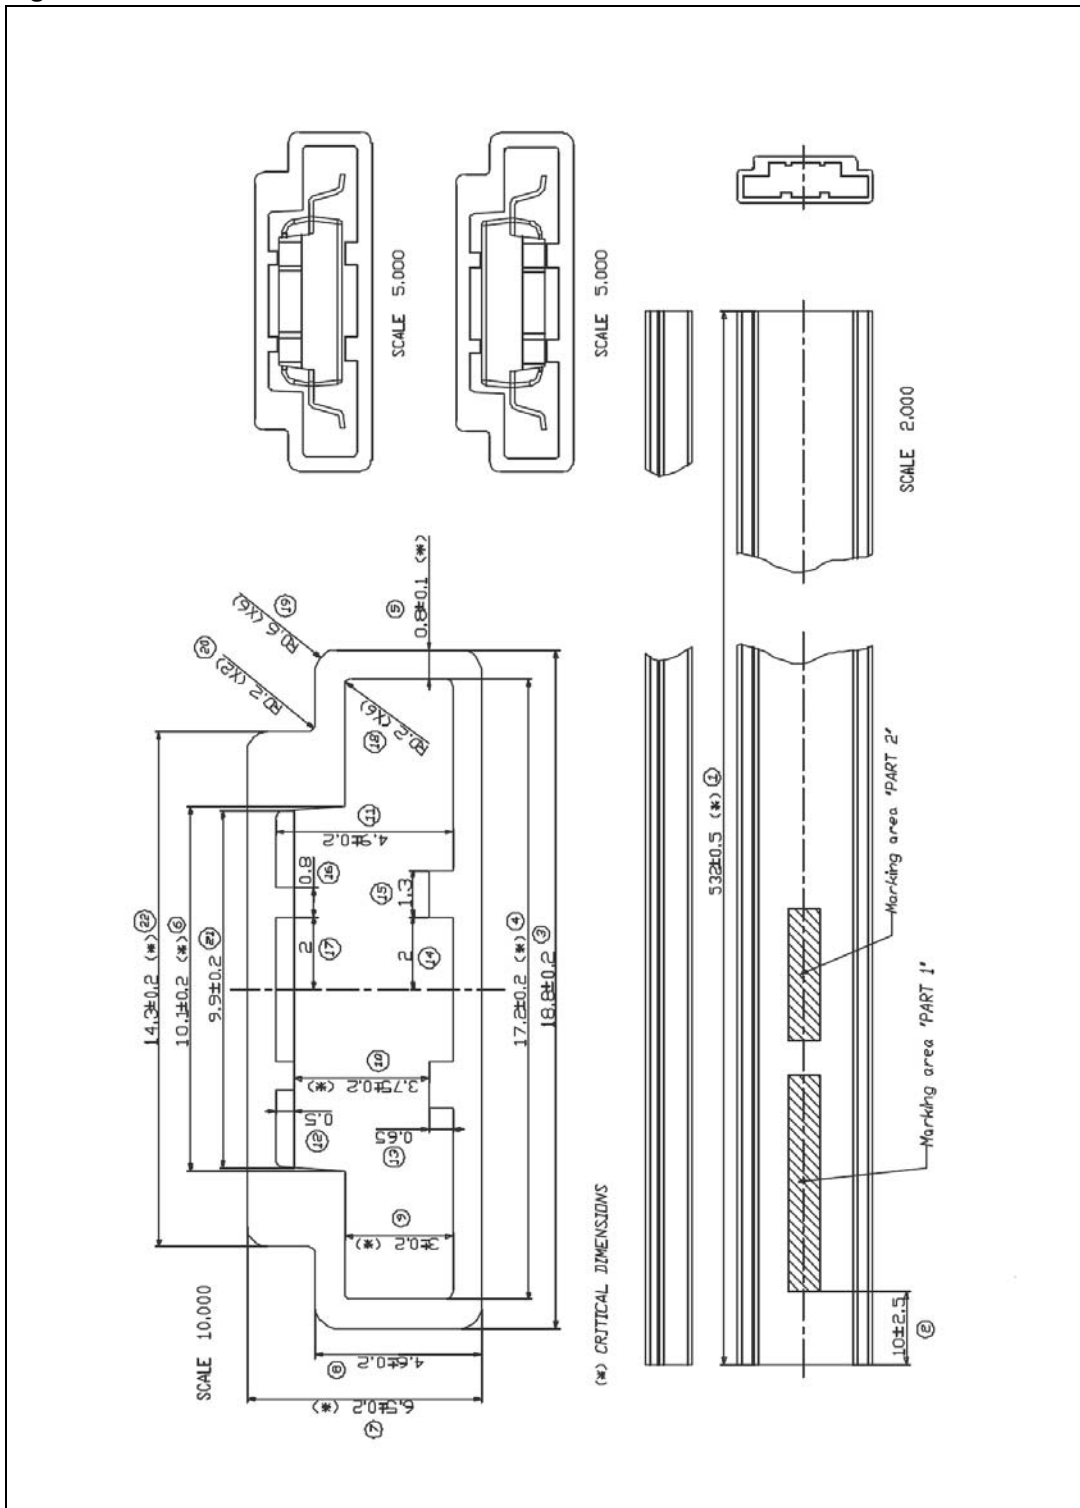 SCALE 5,000
SCALE 5,000
SCALE 2,000
SCALE 10,000
14,3±0.2 (*) 22
10,1±0.2 (*) 6
9,9±0.2 21
R0.2 (X2) 20
R0.6 (X6) 19
R0.2 (X6) 18
0.8±0.1 (*) 5
4,9±0.2 11
0.8 16
2 17
1.3 15
2 14
3,75±0.2 (*) 10
0.5 12
0.65 13
3±0.2 (*) 9
17,2±0.2 (*) 4
18,8±0.2 3
4,6±0.2 8
6,5±0.2 (*) 7
(*) CRITICAL DIMENSIONS
532±0.5 (*) 1
Marking area "PART 2"
Marking area "PART 1"
10±2.5
2